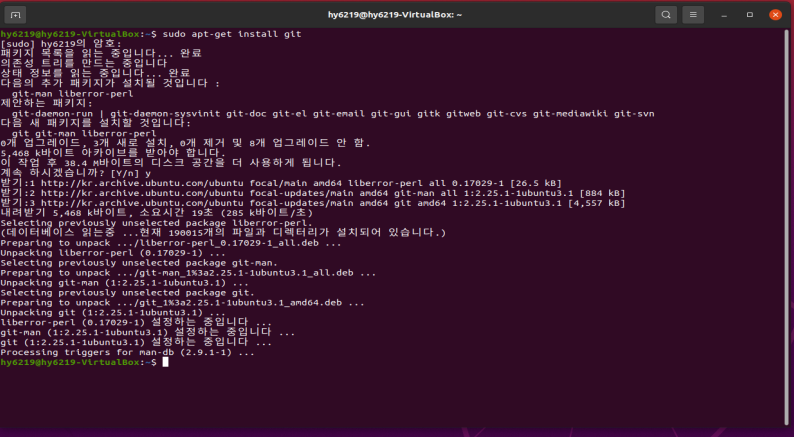 hy6219@hy6219-VirtualBox: ~
hy6219@hy6219-VirtualBox:~$ sudo apt-get install git
[sudo] hy6219의 암호:
패키지 목록을 읽는 중입니다... 완료
의존성 트리를 만드는 중입니다
상태 정보를 읽는 중입니다... 완료
다음의 추가 패키지가 설치될 것입니다 :
  git-man liberror-perl
제안하는 패키지:
  git-daemon-run | git-daemon-sysvinit git-doc git-el git-email git-gui gitk gitweb git-cvs git-mediawiki git-svn
다음 새 패키지를 설치할 것입니다:
  git git-man liberror-perl
0개 업그레이드, 3개 새로 설치, 0개 제거 및 8개 업그레이드 안 함.
5,468 k바이트 아카이브를 받아야 합니다.
이 작업 후 38.4 M바이트의 디스크 공간을 더 사용하게 됩니다.
계속 하시겠습니까? [Y/n] y
받기:1 http://kr.archive.ubuntu.com/ubuntu focal/main amd64 liberror-perl all 0.17029-1 [26.5 kB]
받기:2 http://kr.archive.ubuntu.com/ubuntu focal-updates/main amd64 git-man all 1:2.25.1-1ubuntu3.1 [884 kB]
받기:3 http://kr.archive.ubuntu.com/ubuntu focal-updates/main amd64 git amd64 1:2.25.1-1ubuntu3.1 [4,557 kB]
내려받기 5,468 k바이트, 소요시간 19초 (285 k바이트/초)
Selecting previously unselected package liberror-perl.
(데이터베이스 읽는중 ...현재 190015개의 파일과 디렉터리가 설치되어 있습니다.)
Preparing to unpack .../liberror-perl_0.17029-1_all.deb ...
Unpacking liberror-perl (0.17029-1) ...
Selecting previously unselected package git-man.
Preparing to unpack .../git-man_1%3a2.25.1-1ubuntu3.1_all.deb ...
Unpacking git-man (1:2.25.1-1ubuntu3.1) ...
Selecting previously unselected package git.
Preparing to unpack .../git_1%3a2.25.1-1ubuntu3.1_amd64.deb ...
Unpacking git (1:2.25.1-1ubuntu3.1) ...
liberror-perl (0.17029-1) 설정하는 중입니다 ...
git-man (1:2.25.1-1ubuntu3.1) 설정하는 중입니다 ...
git (1:2.25.1-1ubuntu3.1) 설정하는 중입니다 ...
Processing triggers for man-db (2.9.1-1) ...
hy6219@hy6219-VirtualBox:~$